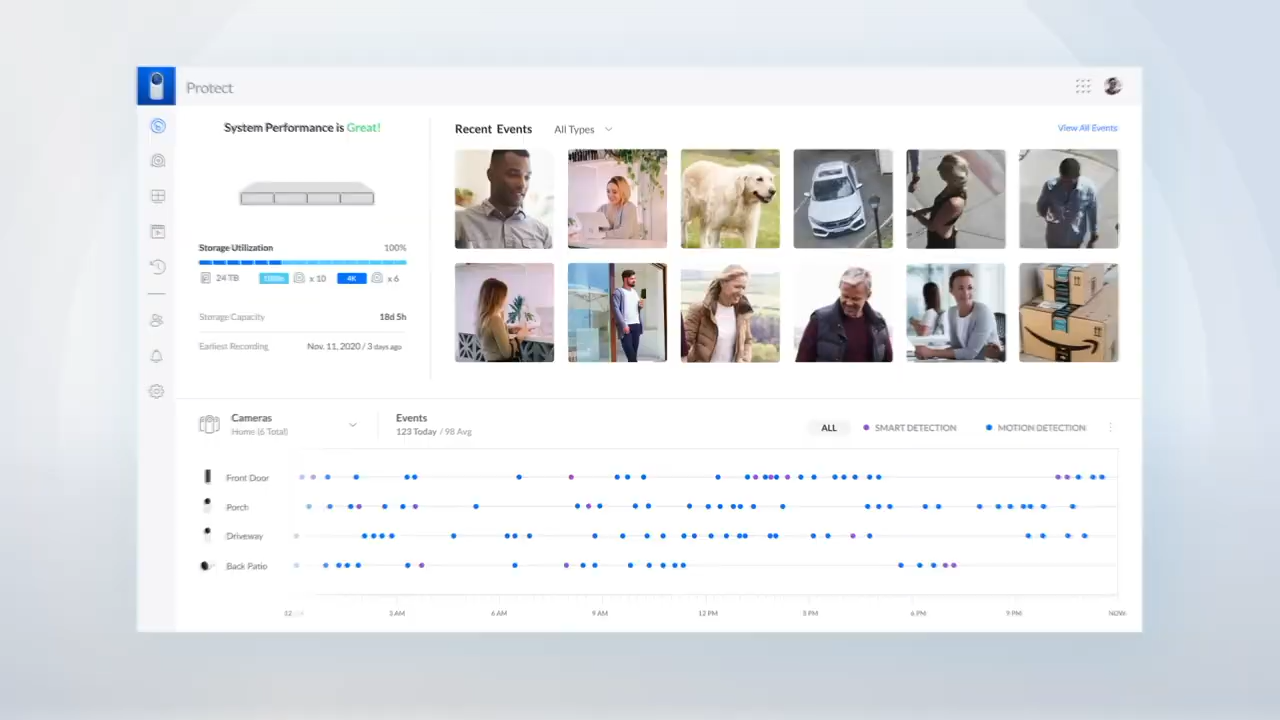 Protect
System Performance is Great!
Storage Utilization 100%
24 TB 1080p x 10 4K x 6
Storage Capacity 18d 5h
Earliest Recording Nov. 11, 2020 / 3 days ago
Recent Events All Types View All Events
Cameras
Home (6 Total)
Events
123 Today / 98 Avg
ALL SMART DETECTION MOTION DETECTION
Front Door
Porch
Driveway
Back Patio
3 AM 6 AM 9 AM 12 PM 3 PM 6 PM 9 PM NOW